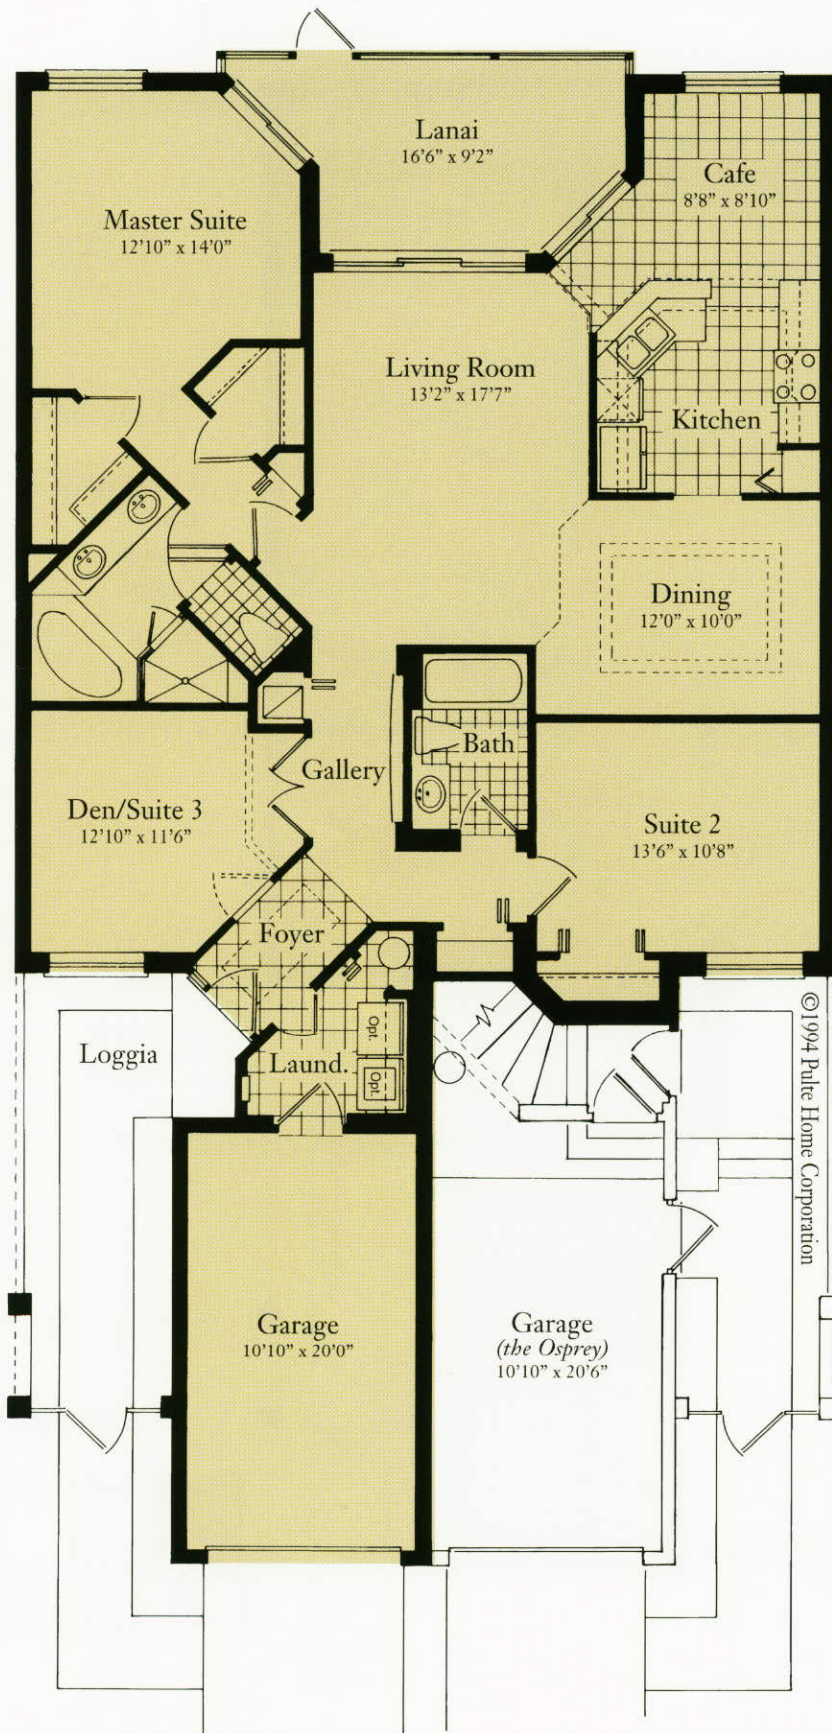 Lanai
16'6" x 9'2"
Cafe
8'8" x 8'10"
Master Suite
12'10" x 14'0"
Living Room
13'2" x 17'7"
Kitchen
Dining
12'0" x 10'0"
Bath
Gallery
Den/Suite 3
12'10" x 11'6"
Suite 2
13'6" x 10'8"
Foyer
Loggia
Opt.
Laund.
Opt.
©1994 Pulte Home Corporation
Garage
10'10" x 20'0"
Garage
(the Osprey)
10'10" x 20'6"